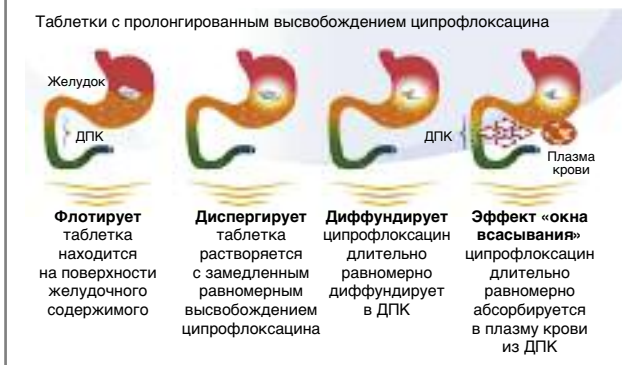 Таблетки с пролонгированным высвобождением ципрофлоксацина
Желудок
ДПК
ДПК
Плазма
крови
Флотирует
таблетка
находится
на поверхности
желудочного
содержимого
Диспергирует
таблетка
растворяется
с замедленным
равномерным
высвобождением
ципрофлоксацина
Диффундирует
ципрофлоксацин
длительно
равномерно
диффундирует
в ДПК
Эффект «окна
всасывания»
ципрофлоксацин
длительно
равномерно
абсорбируется
в плазму крови
из ДПК